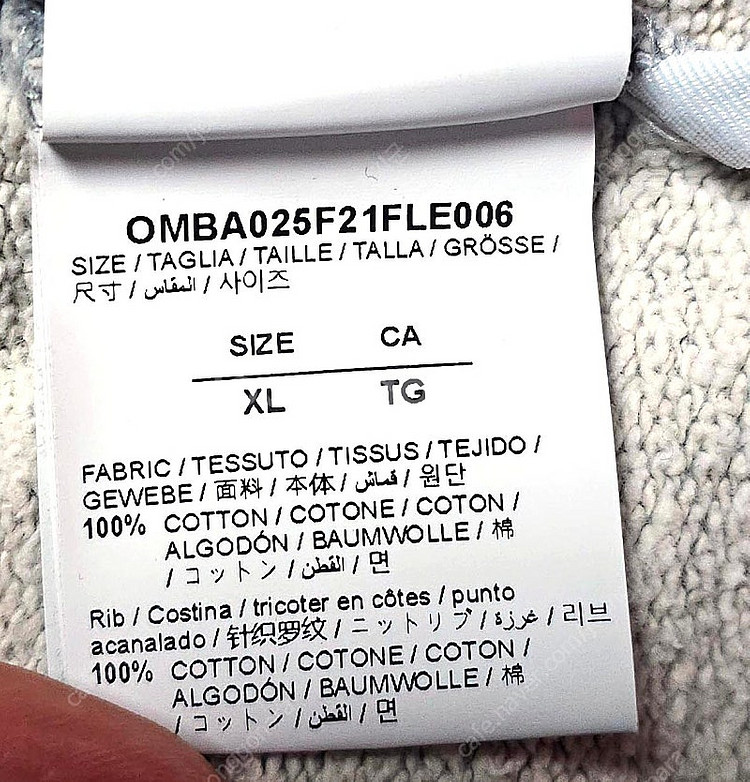 OMBA025F21FLE006
SIZE / TAGLIA / TAILLE / TALLA / GRÖSSE /
尺寸 / المقاس / 사이즈
SIZE CA
XL TG
FABRIC / TESSUTO / TISSUS / TEJIDO /
GEWEBE / 面料 / 本体 / قماش / 원단
100% COTTON / COTONE / COTON /
ALGODÓN / BAUMWOLLE / 棉
/ コットン / القطن / 면
Rib / Costina / tricoter en côtes / punto
acanalado / 针织罗纹 / ニットリブ / غرزة / 리브
100% COTTON / COTONE / COTON /
ALGODÓN / BAUMWOLLE / 棉
/ コットン / القطن / 면